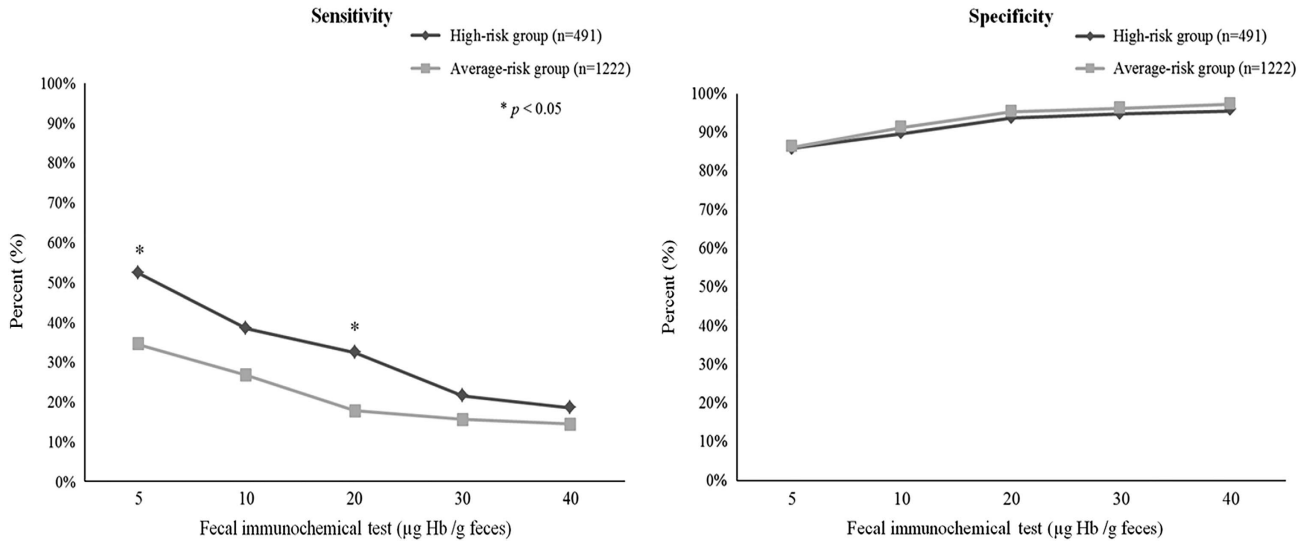 Sensitivity
High-risk group (n=491)
Average-risk group (n=1222)
* p < 0.05
Percent (%)
100%
90%
80%
70%
60%
50%
40%
30%
20%
10%
0%
*
*
5 10 20 30 40
Fecal immunochemical test (µg Hb /g feces)
Specificity
High-risk group (n=491)
Average-risk group (n=1222)
Percent (%)
100%
90%
80%
70%
60%
50%
40%
30%
20%
10%
0%
5 10 20 30 40
Fecal immunochemical test (µg Hb /g feces)